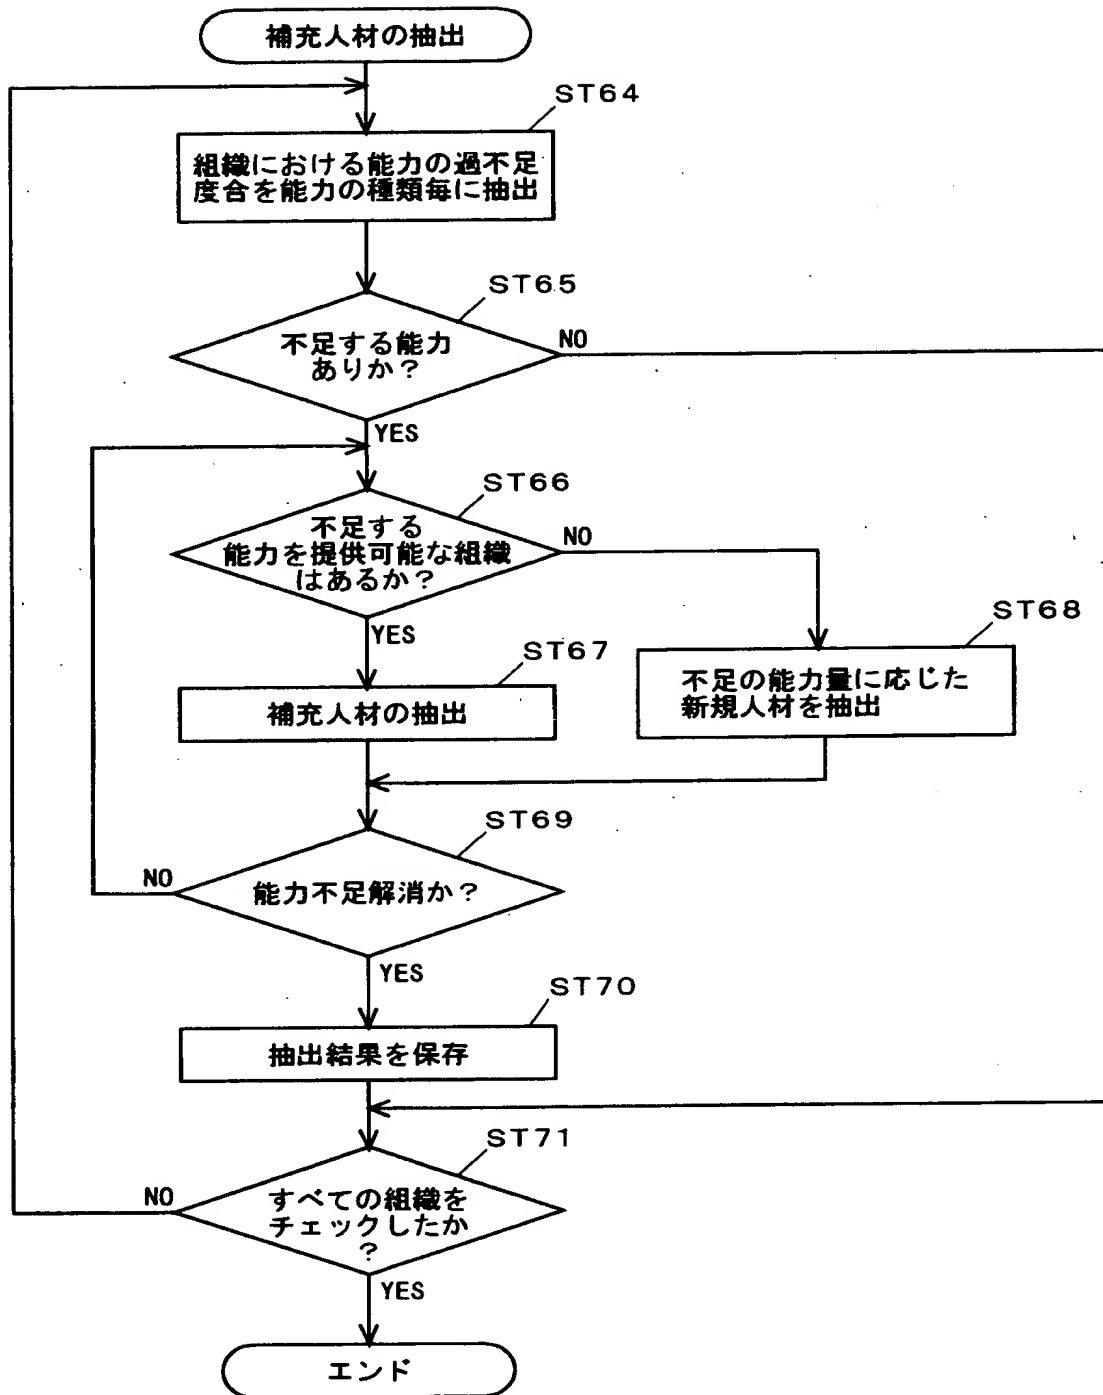 補充人材の抽出
ST64
組織における能力の過不足
度合を能力の種類毎に抽出
ST65
不足する能力
ありか？
NO
YES
ST66
不足する
能力を提供可能な組織
はあるか？
NO
YES
ST67
補充人材の抽出
ST68
不足の能力量に応じた
新規人材を抽出
ST69
能力不足解消か？
NO
YES
ST70
抽出結果を保存
ST71
すべての組織を
チェックしたか
？
NO
YES
エンド